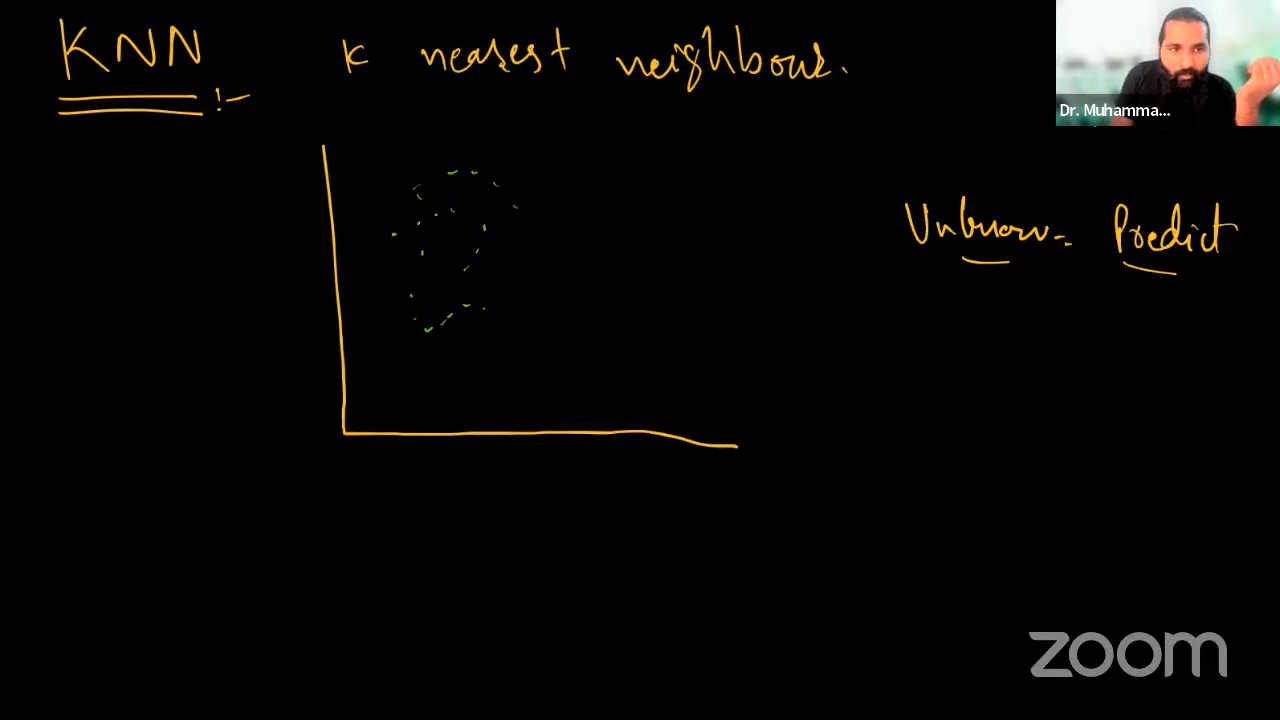 KNN :- K nearest neighbour.
Dr. Muhamma...
Unknown = Predict
zoom